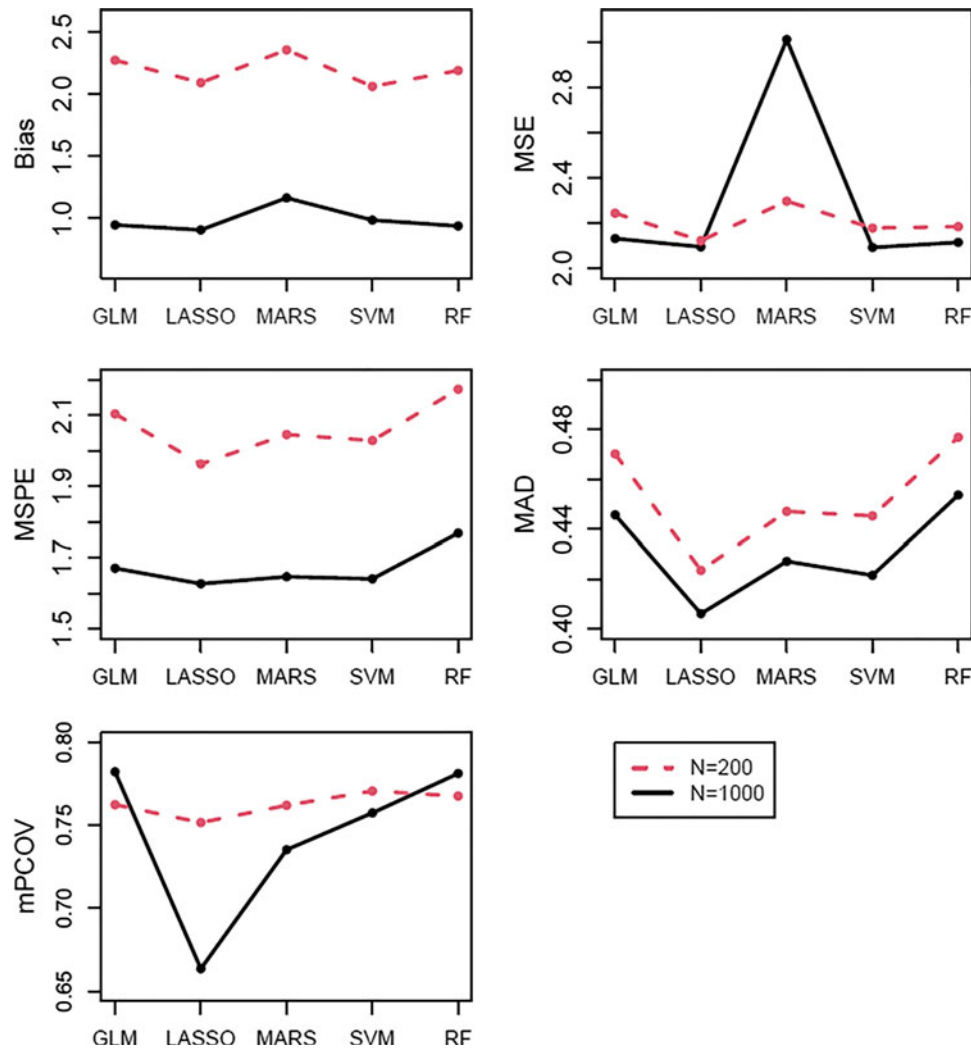 Bias
2.5
2.0
1.5
1.0
GLM LASSO MARS SVM RF
MSE
2.8
2.4
2.0
GLM LASSO MARS SVM RF
MSPE
2.1
1.9
1.7
1.5
GLM LASSO MARS SVM RF
MAD
0.48
0.44
0.40
GLM LASSO MARS SVM RF
mPCOV
0.80
0.75
0.70
0.65
GLM LASSO MARS SVM RF
N=200
N=1000